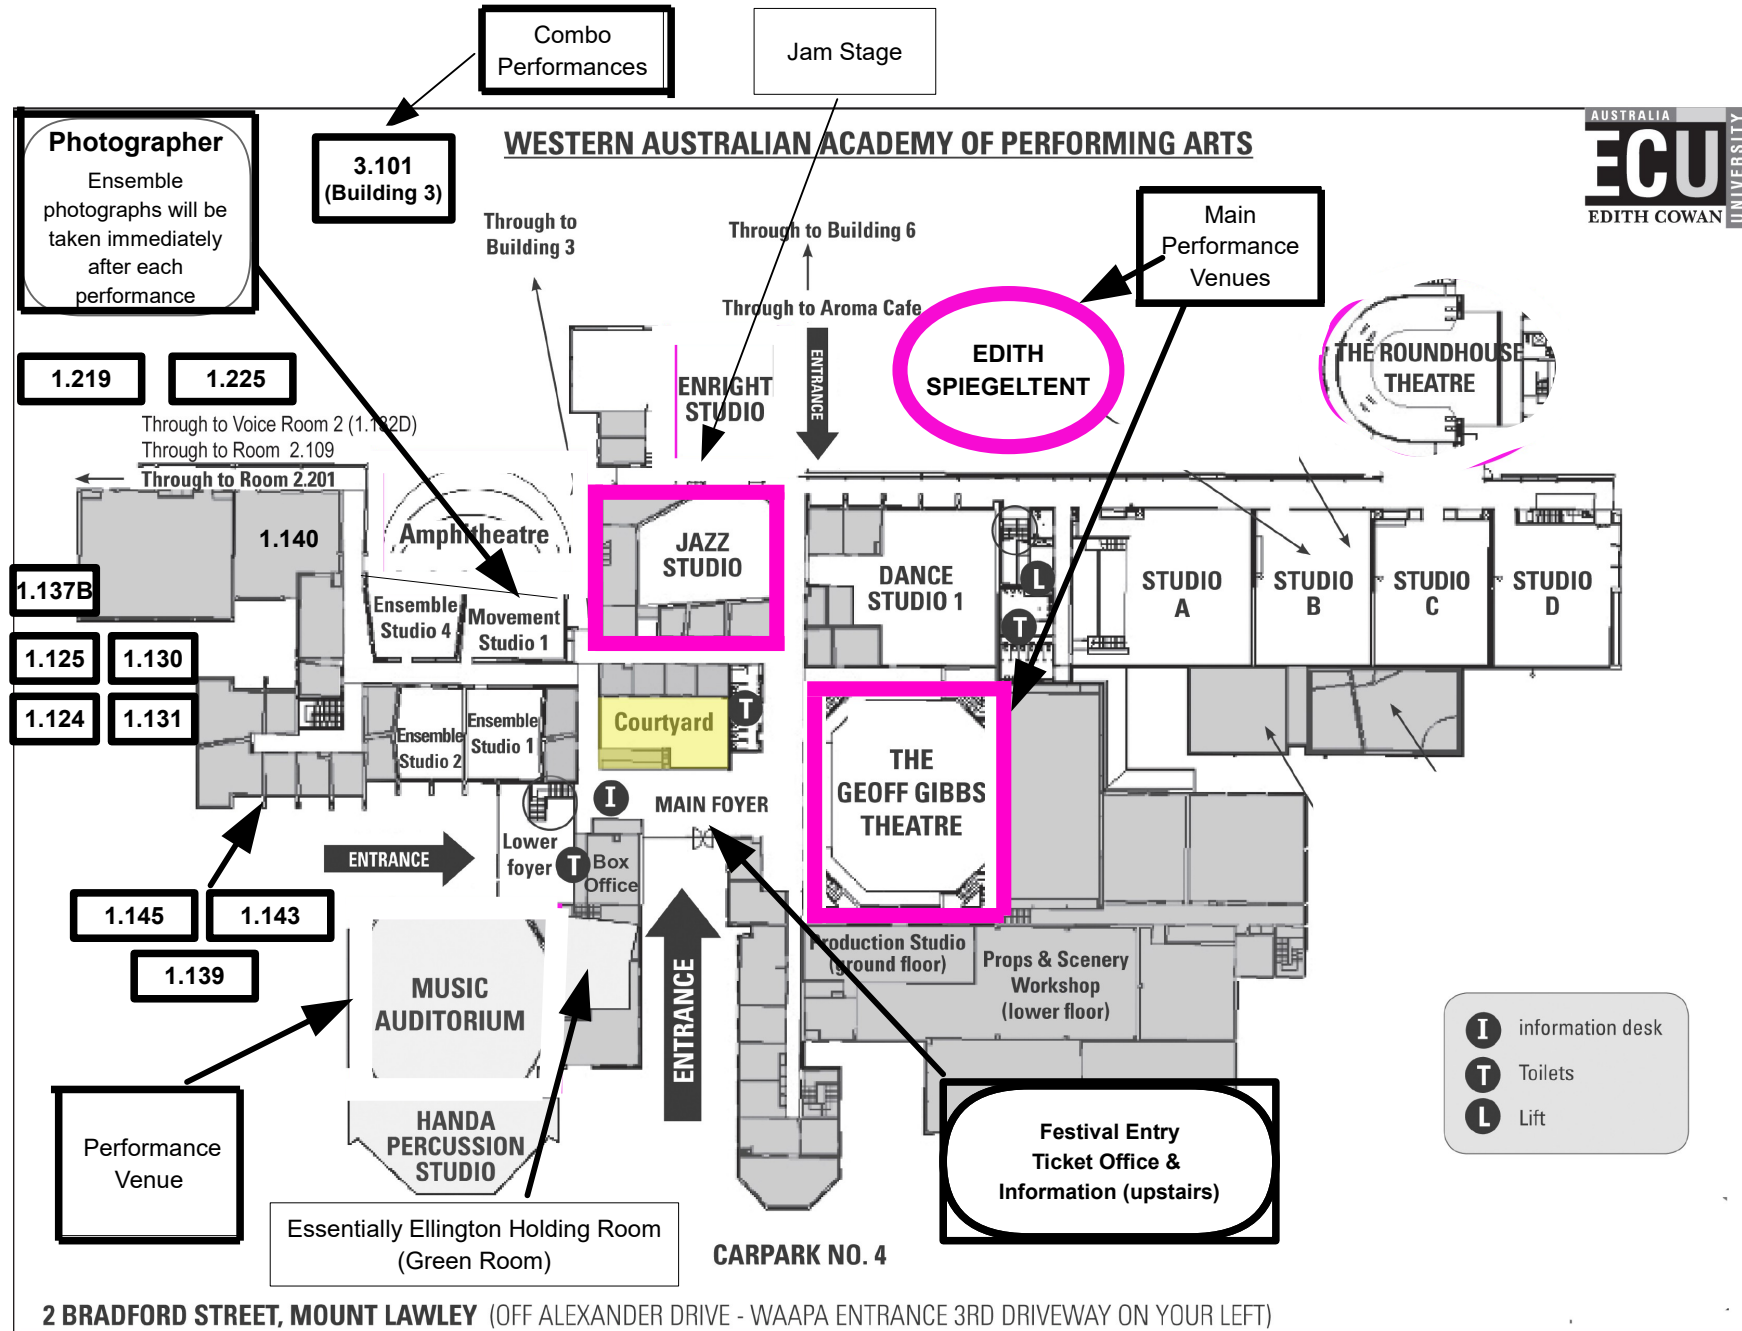 Combo
Performances
Jam Stage
Photographer
Ensemble
photographs will be
taken immediately
after each
performance
3.101
(Building 3)
WESTERN AUSTRALIAN ACADEMY OF PERFORMING ARTS
AUSTRALIA
ECU
EDITH COWAN
UNIVERSITY
Through to
Building 3
Through to Building 6
Through to Aroma Cafe
Main
Performance
Venues
ENTRANCE
EDITH
SPIEGELTENT
THE ROUNDHOUSE
THEATRE
ENRIGHT
STUDIO
1.219
1.225
Through to Voice Room 2 (1.132D)
Through to Room 2.109
Through to Room 2.201
1.140
Amphitheatre
JAZZ
STUDIO
DANCE
STUDIO 1
L
T
STUDIO
A
STUDIO
B
STUDIO
C
STUDIO
D
1.137B
Ensemble
Studio 4
Movement
Studio 1
1.125
1.130
1.124
1.131
Ensemble
Studio 2
Ensemble
Studio 1
Courtyard
T
THE
GEOFF GIBBS
THEATRE
I
MAIN FOYER
ENTRANCE
Lower
foyer
T
Box
Office
1.145
1.143
1.139
MUSIC
AUDITORIUM
ENTRANCE
Production Studio
(ground floor)
Props & Scenery
Workshop
(lower floor)
I information desk
T Toilets
L Lift
Performance
Venue
HANDA
PERCUSSION
STUDIO
Festival Entry
Ticket Office &
Information (upstairs)
Essentially Ellington Holding Room
(Green Room)
CARPARK NO. 4
2 BRADFORD STREET, MOUNT LAWLEY (OFF ALEXANDER DRIVE - WAAPA ENTRANCE 3RD DRIVEWAY ON YOUR LEFT)